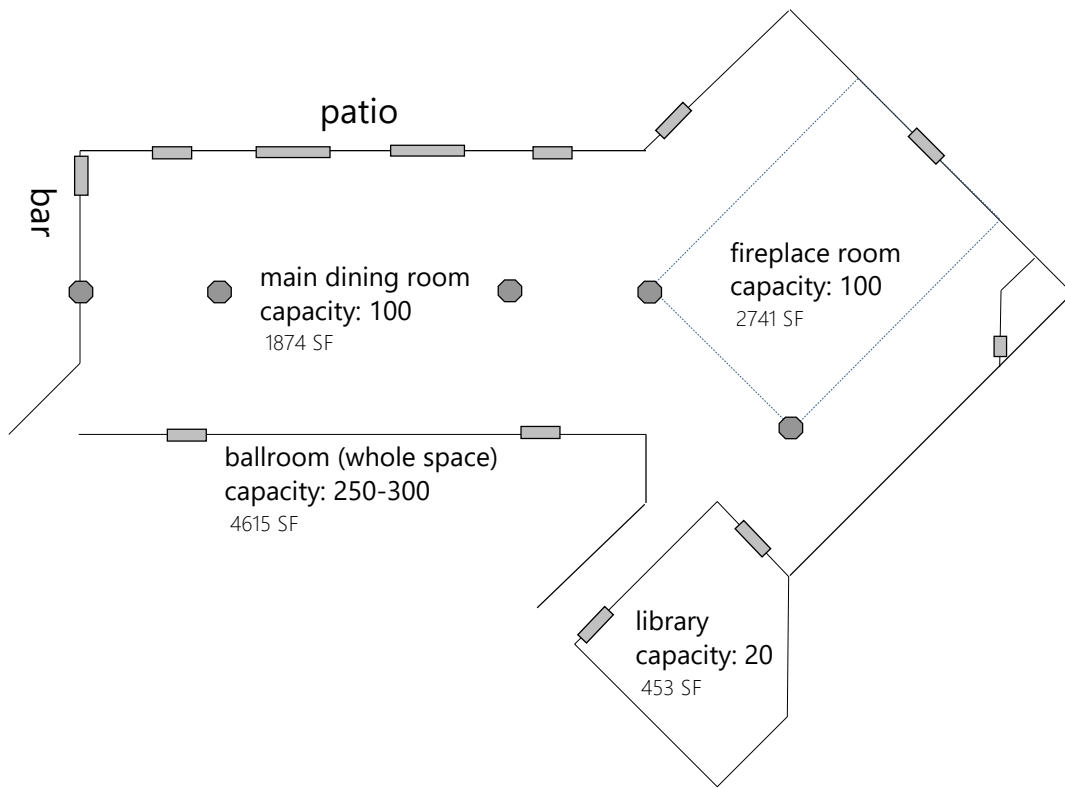 patio
bar
main dining room
capacity: 100
1874 SF
fireplace room
capacity: 100
2741 SF
ballroom (whole space)
capacity: 250-300
4615 SF
library
capacity: 20
453 SF